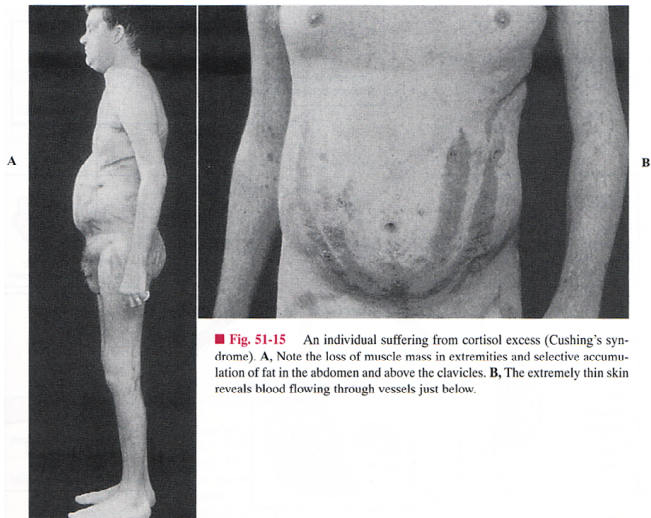 A
B
Fig. 51-15 An individual suffering from cortisol excess (Cushing's syn-
drome). A, Note the loss of muscle mass in extremities and selective accumu-
lation of fat in the abdomen and above the clavicles. B, The extremely thin skin
reveals blood flowing through vessels just below.